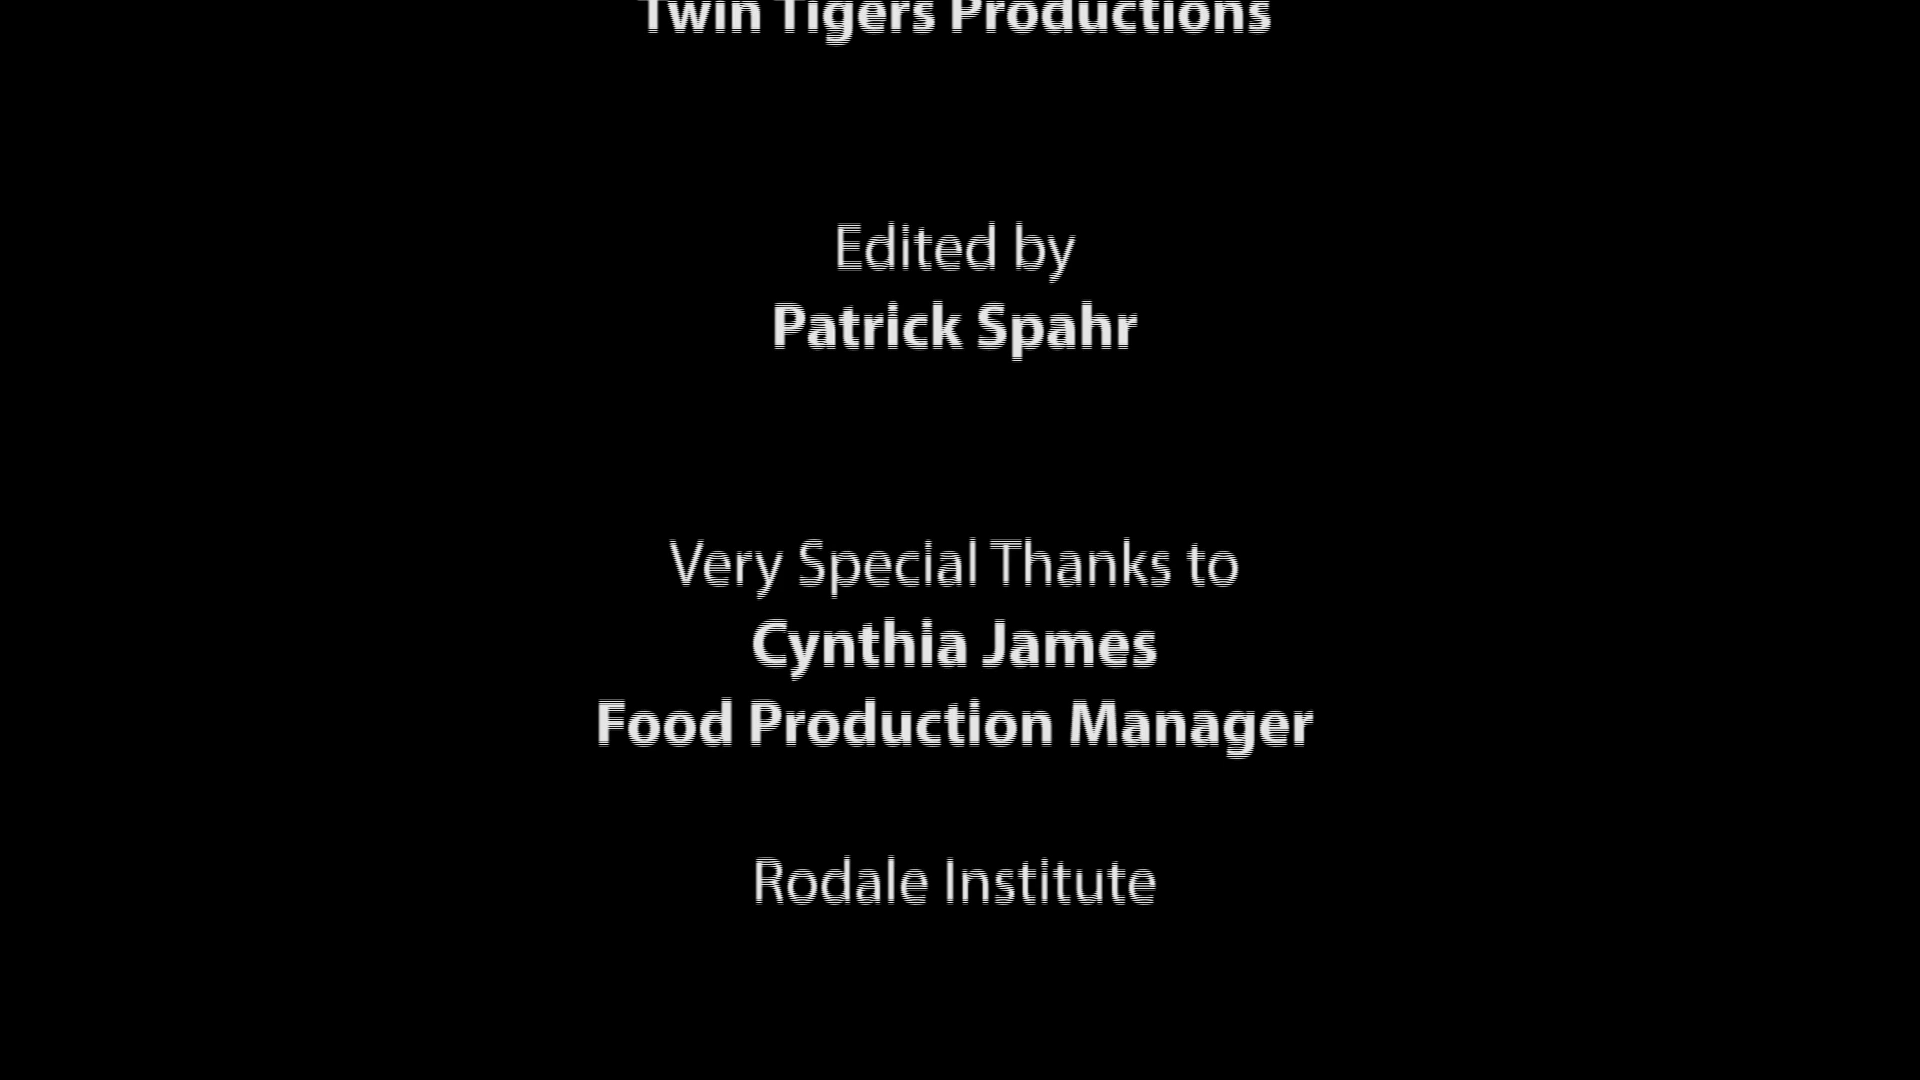 Twin Tigers Productions
Edited by
Patrick Spahr
Very Special Thanks to
Cynthia James
Food Production Manager
Rodale Institute